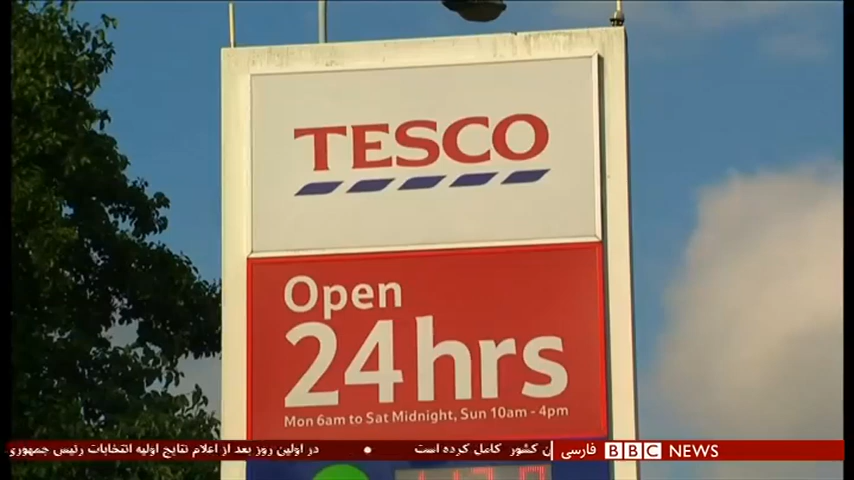 TESCO
Open
24hrs
Mon 6am to Sat Midnight, Sun 10am - 4pm
در اولین روز بعد از اعلام نتایج اولیه انتخابات رئیس جمهوری • کشور کامل کرده است
فارسی BBC NEWS